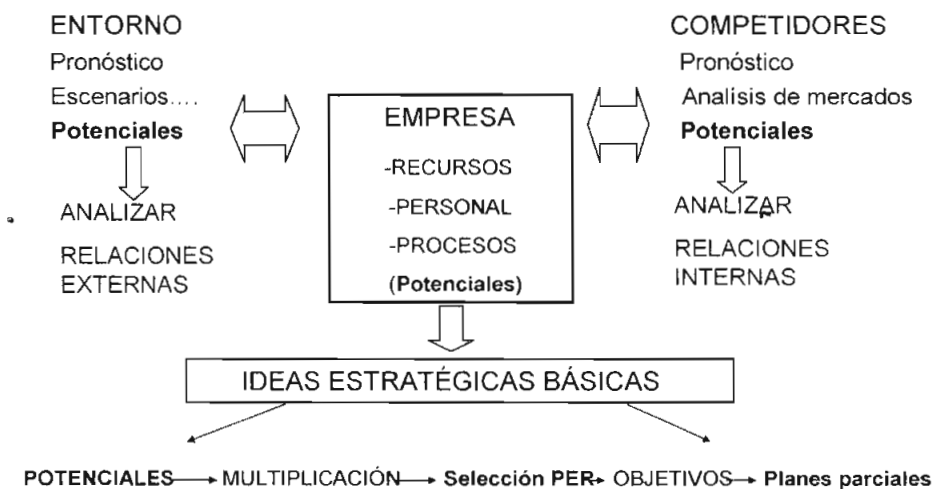 ENTORNO
Pronóstico
Escenarios....
Potenciales
ANALIZAR
RELACIONES
EXTERNAS
EMPRESA
-RECURSOS
-PERSONAL
-PROCESOS
(Potenciales)
COMPETIDORES
Pronóstico
Analisis de mercados
Potenciales
ANALIZAR
RELACIONES
INTERNAS
IDEAS ESTRATÉGICAS BÁSICAS
POTENCIALES → MULTIPLICACIÓN → Selección PER → OBJETIVOS → Planes parciales